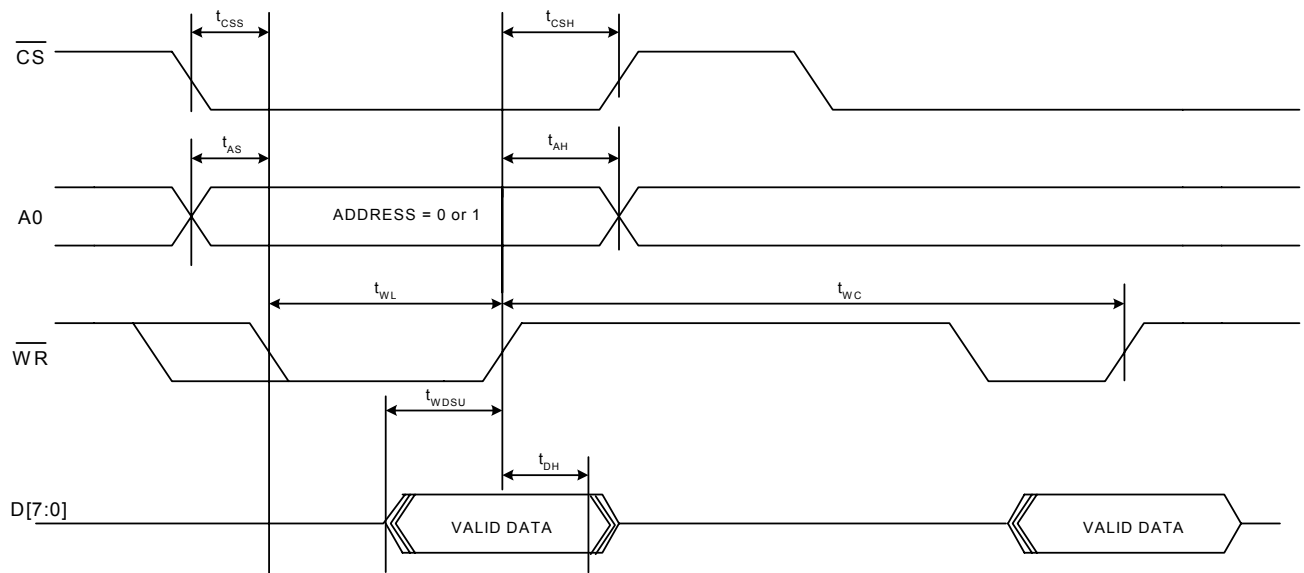 tCSS
tCSH
CS
tAS
tAH
A0
ADDRESS = 0 or 1
tWL
tWC
WR
tWDSU
tDH
D[7:0]
VALID DATA
VALID DATA